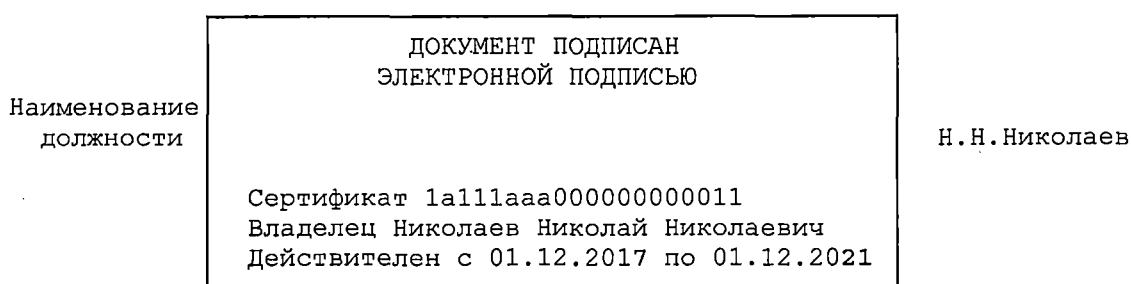 ДОКУМЕНТ ПОДПИСАН
ЭЛЕКТРОННОЙ ПОДПИСЬЮ
Наименование
должности
Н.Н.Николаев
Сертификат 1a111aaa000000000011
Владелец Николаев Николай Николаевич
Действителен с 01.12.2017 по 01.12.2021